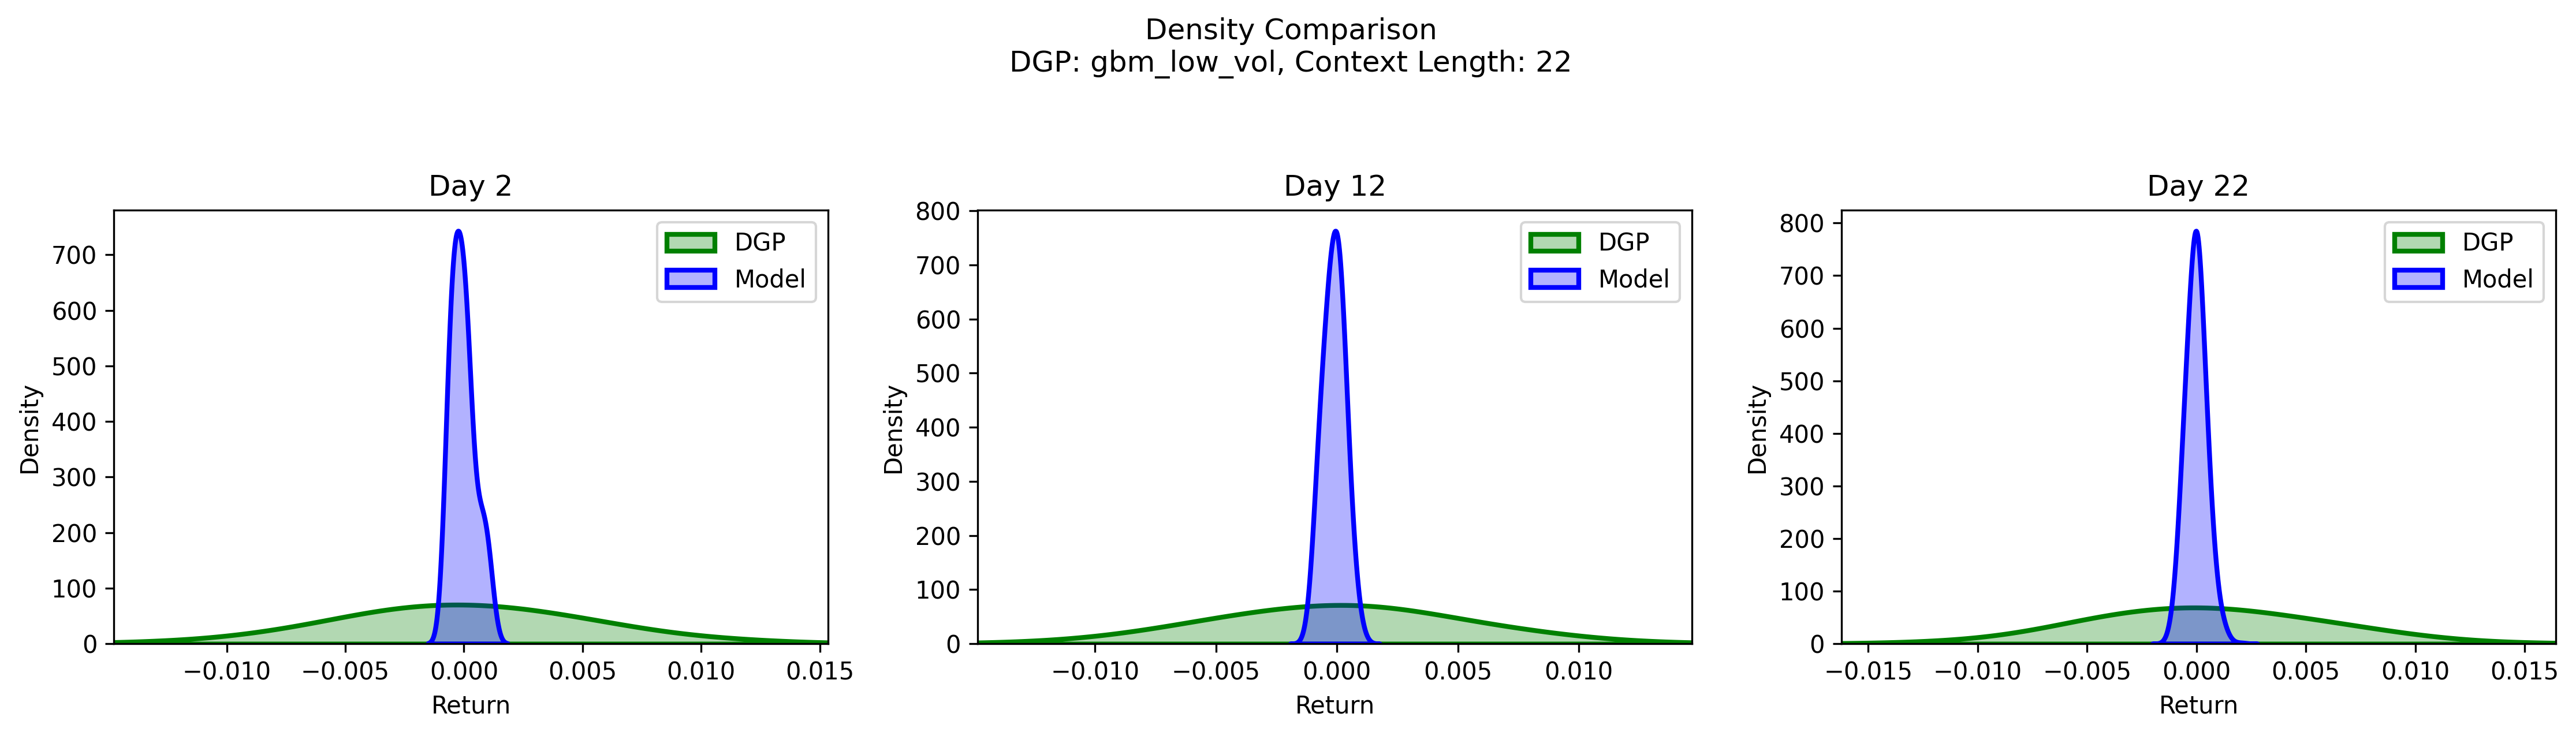 Density Comparison
DGP: gbm_low_vol, Context Length: 22
Day 2
700
600
500
400
300
200
100
0
Density
−0.010 −0.005 0.000 0.005 0.010 0.015
Return
DGP
Model
Day 12
800
700
600
500
400
300
200
100
0
Density
−0.010 −0.005 0.000 0.005 0.010
Return
DGP
Model
Day 22
800
700
600
500
400
300
200
100
0
Density
−0.015 −0.010 −0.005 0.000 0.005 0.010 0.015
Return
DGP
Model